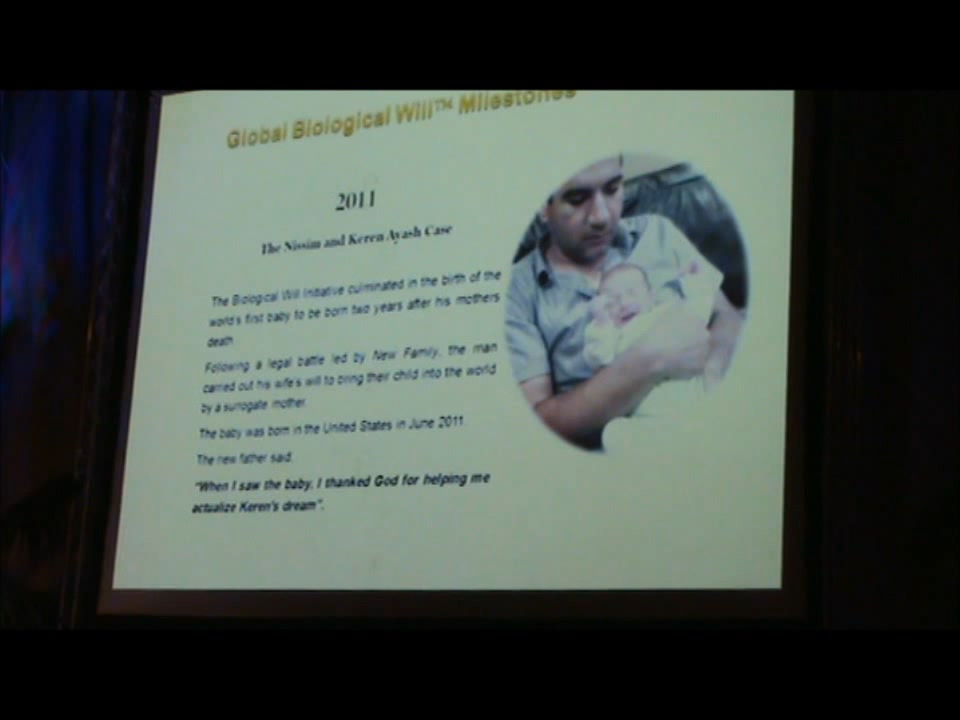 Global Biological Will™ Milestones
2011
The Nissim and Keren Ayash Case
The Biological Will Initiative culminated in the birth of the
world's first baby to be born two years after his mothers
death.
Following a legal battle led by New Family, the man
carried out his wife's will to bring their child into the world
by a surrogate mother.
The baby was born in the United States in June 2011.
The new father said:
"When I saw the baby, I thanked God for helping me
actualize Keren's dream".